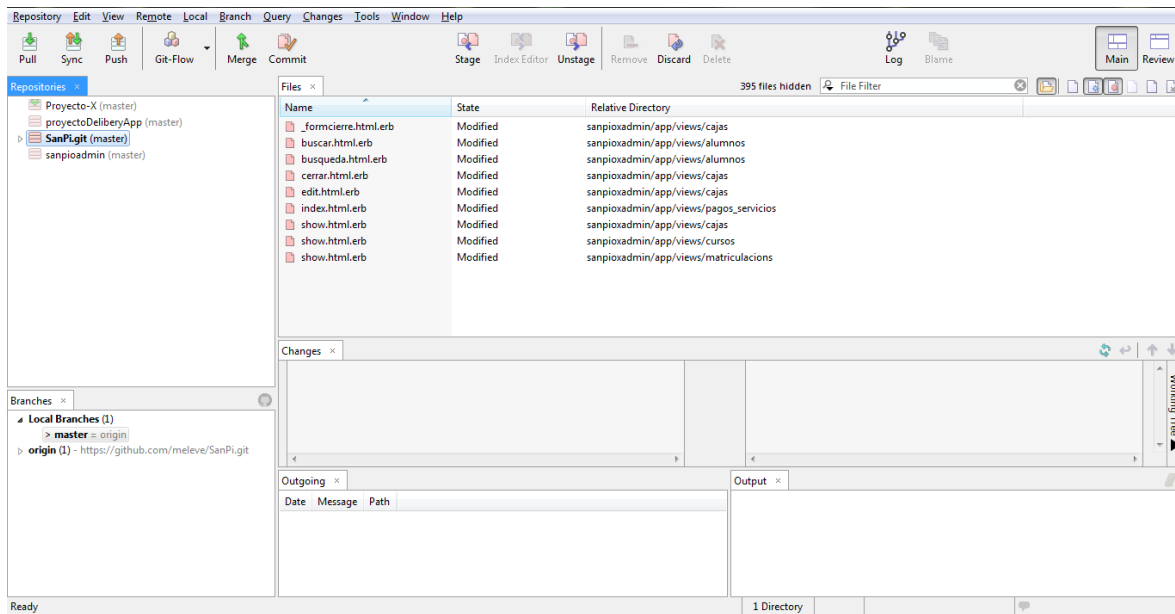 Repository Edit View Remote Local Branch Query Changes Tools Window Help
Pull Sync Push Git-Flow Merge Commit Stage Index Editor Unstage Remove Discard Delete Log Blame Main Review
Repositories
Proyecto-X (master)
proyectoDeliberyApp (master)
SanPi.git (master)
sanpioadmin (master)
Files 395 files hidden File Filter
Name State Relative Directory
_formcierre.html.erb Modified sanpioxadmin/app/views/cajas
buscar.html.erb Modified sanpioxadmin/app/views/alumnos
busqueda.html.erb Modified sanpioxadmin/app/views/alumnos
cerrar.html.erb Modified sanpioxadmin/app/views/cajas
edit.html.erb Modified sanpioxadmin/app/views/cajas
index.html.erb Modified sanpioxadmin/app/views/pagos_servicios
show.html.erb Modified sanpioxadmin/app/views/cajas
show.html.erb Modified sanpioxadmin/app/views/cursos
show.html.erb Modified sanpioxadmin/app/views/matriculacions
Changes
Working Tree
Branches
Local Branches (1)
> master = origin
origin (1) - https://github.com/meleve/SanPi.git
Outgoing
Date Message Path
Output
Ready 1 Directory